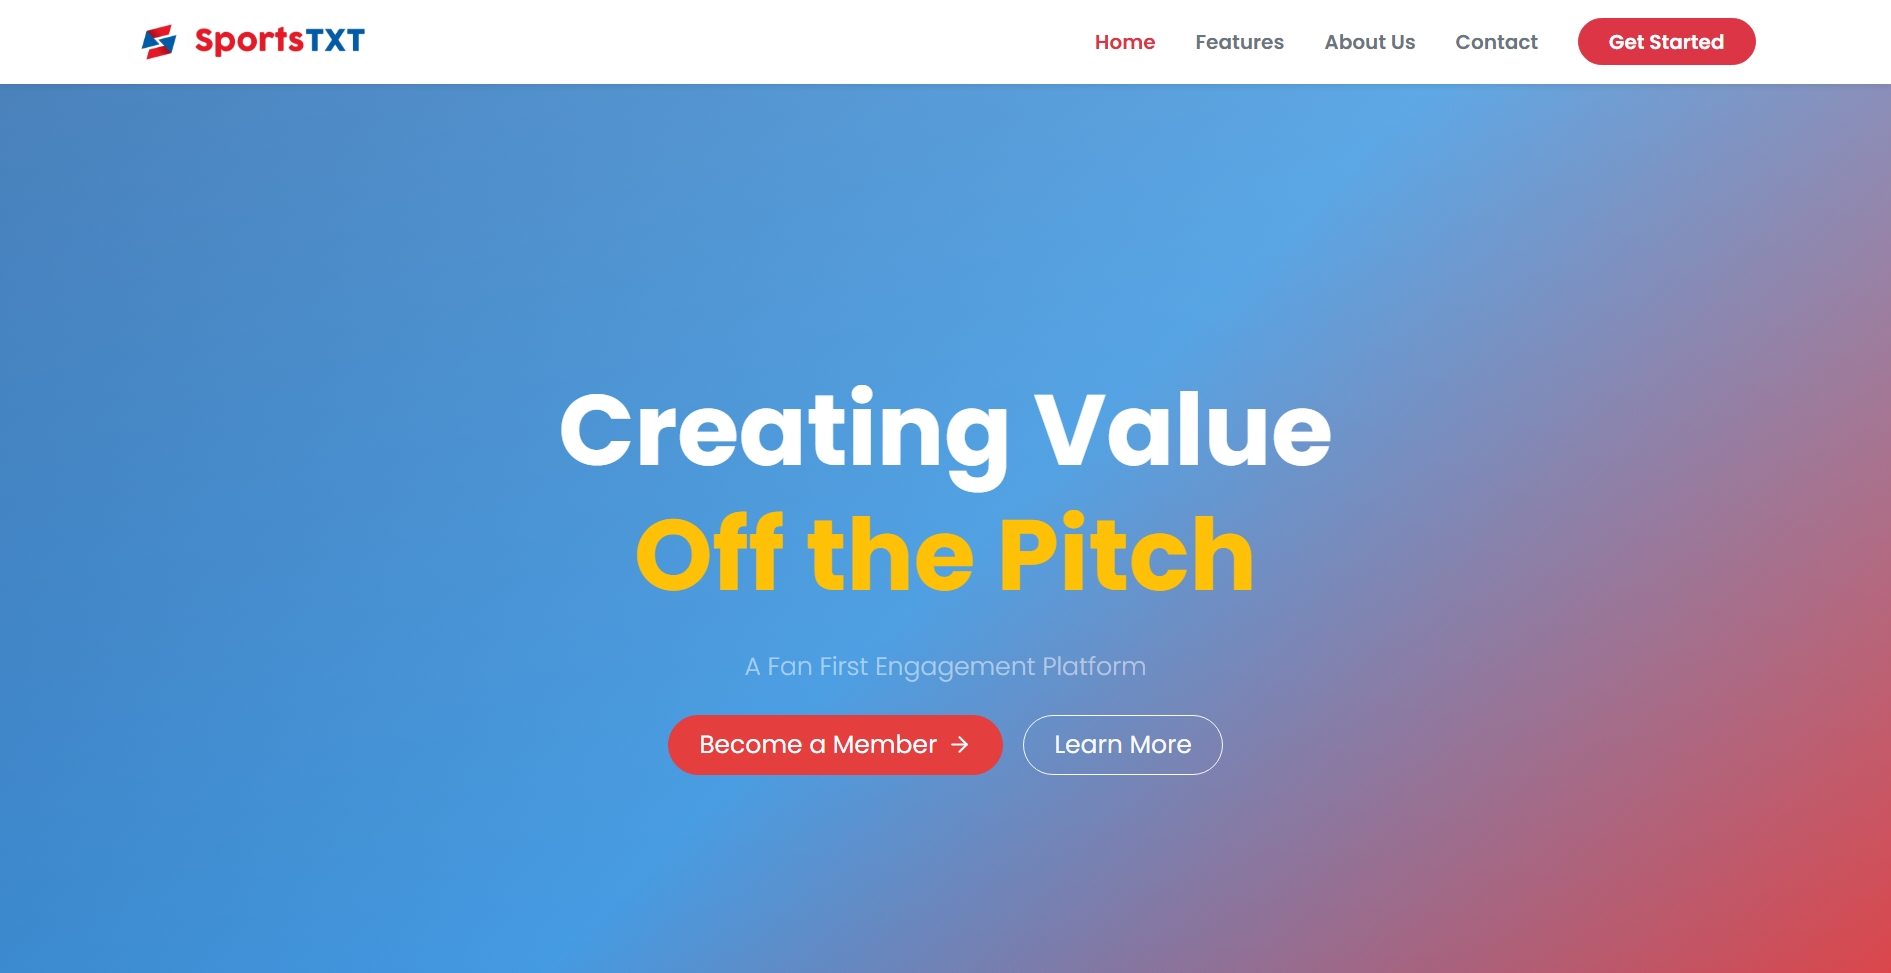 SportsTXT
Home
Features
About Us
Contact
Get Started
Creating Value
Off the Pitch
A Fan First Engagement Platform
Become a Member →
Learn More